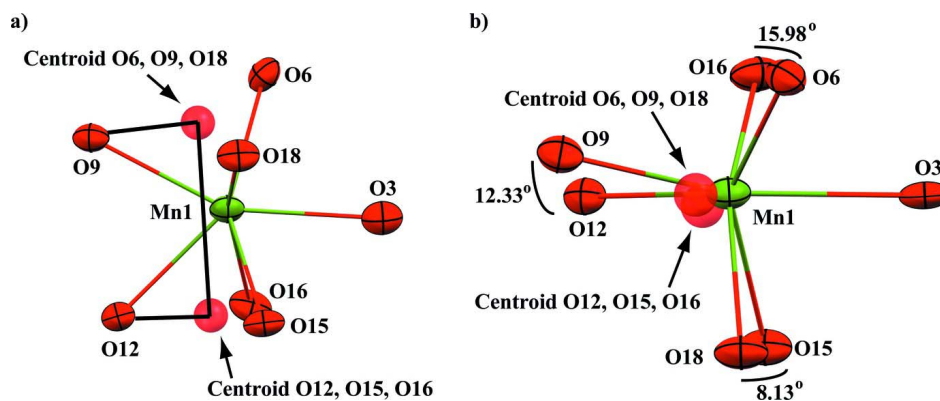 a)
Centroid O6, O9, O18
O6
O9
O18
O3
Mn1
O16
O15
O12
Centroid O12, O15, O16
b)
15.98°
O16
O6
Centroid O6, O9, O18
O9
O3
12.33°
O12
Mn1
Centroid O12, O15, O16
O18
O15
8.13°